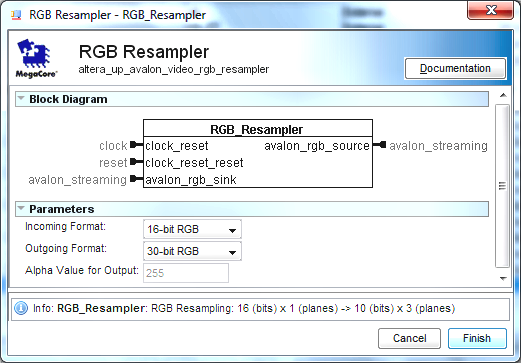 RGB Resampler - RGB_Resampler
RGB Resampler
altera_up_avalon_video_rgb_resampler
MegaCore®
Documentation
Block Diagram
RGB_Resampler
clock clock_reset avalon_rgb_source avalon_streaming
reset clock_reset_reset
avalon_streaming avalon_rgb_sink
Parameters
Incoming Format: 16-bit RGB
Outgoing Format: 30-bit RGB
Alpha Value for Output: 255
Info: RGB_Resampler: RGB Resampling: 16 (bits) x 1 (planes) -> 10 (bits) x 3 (planes)
Cancel Finish